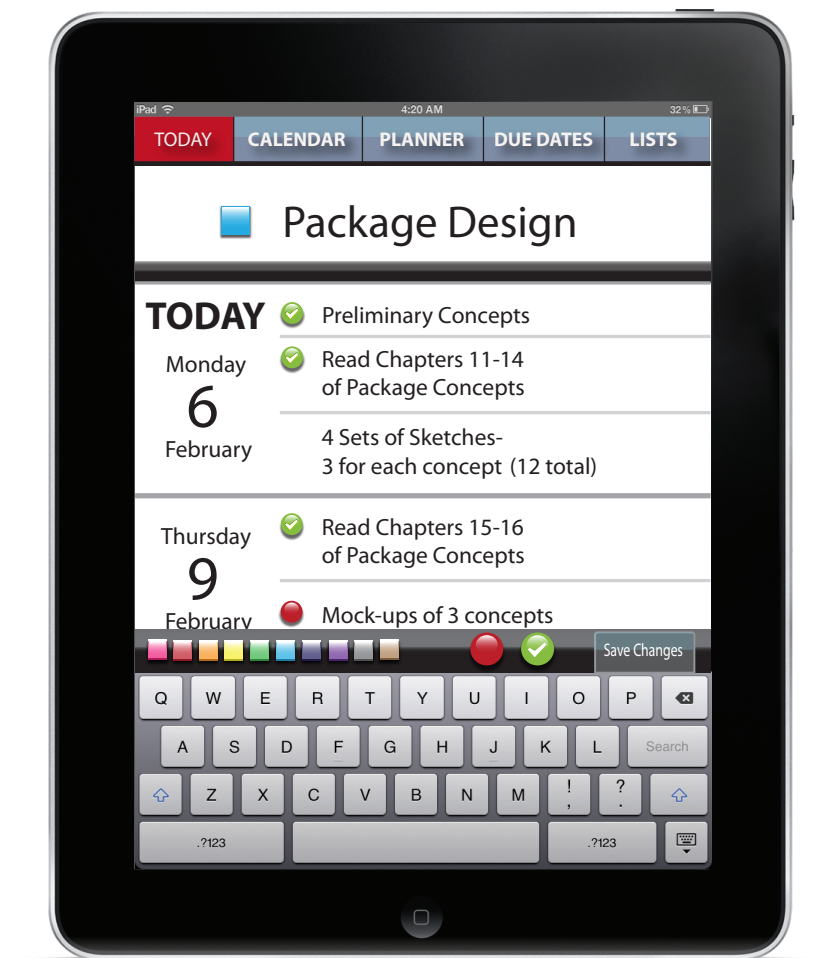 iPad 4:20 AM 32%
TODAY CALENDAR PLANNER DUE DATES LISTS
Package Design
TODAY
Monday
6
February
Preliminary Concepts
Read Chapters 11-14
of Package Concepts
4 Sets of Sketches-
3 for each concept (12 total)
Thursday
9
February
Read Chapters 15-16
of Package Concepts
Mock-ups of 3 concepts
Save Changes
Q W E R T Y U I O P
A S D F G H J K L Search
Z X C V B N M ! , ? .
.?123 .?123